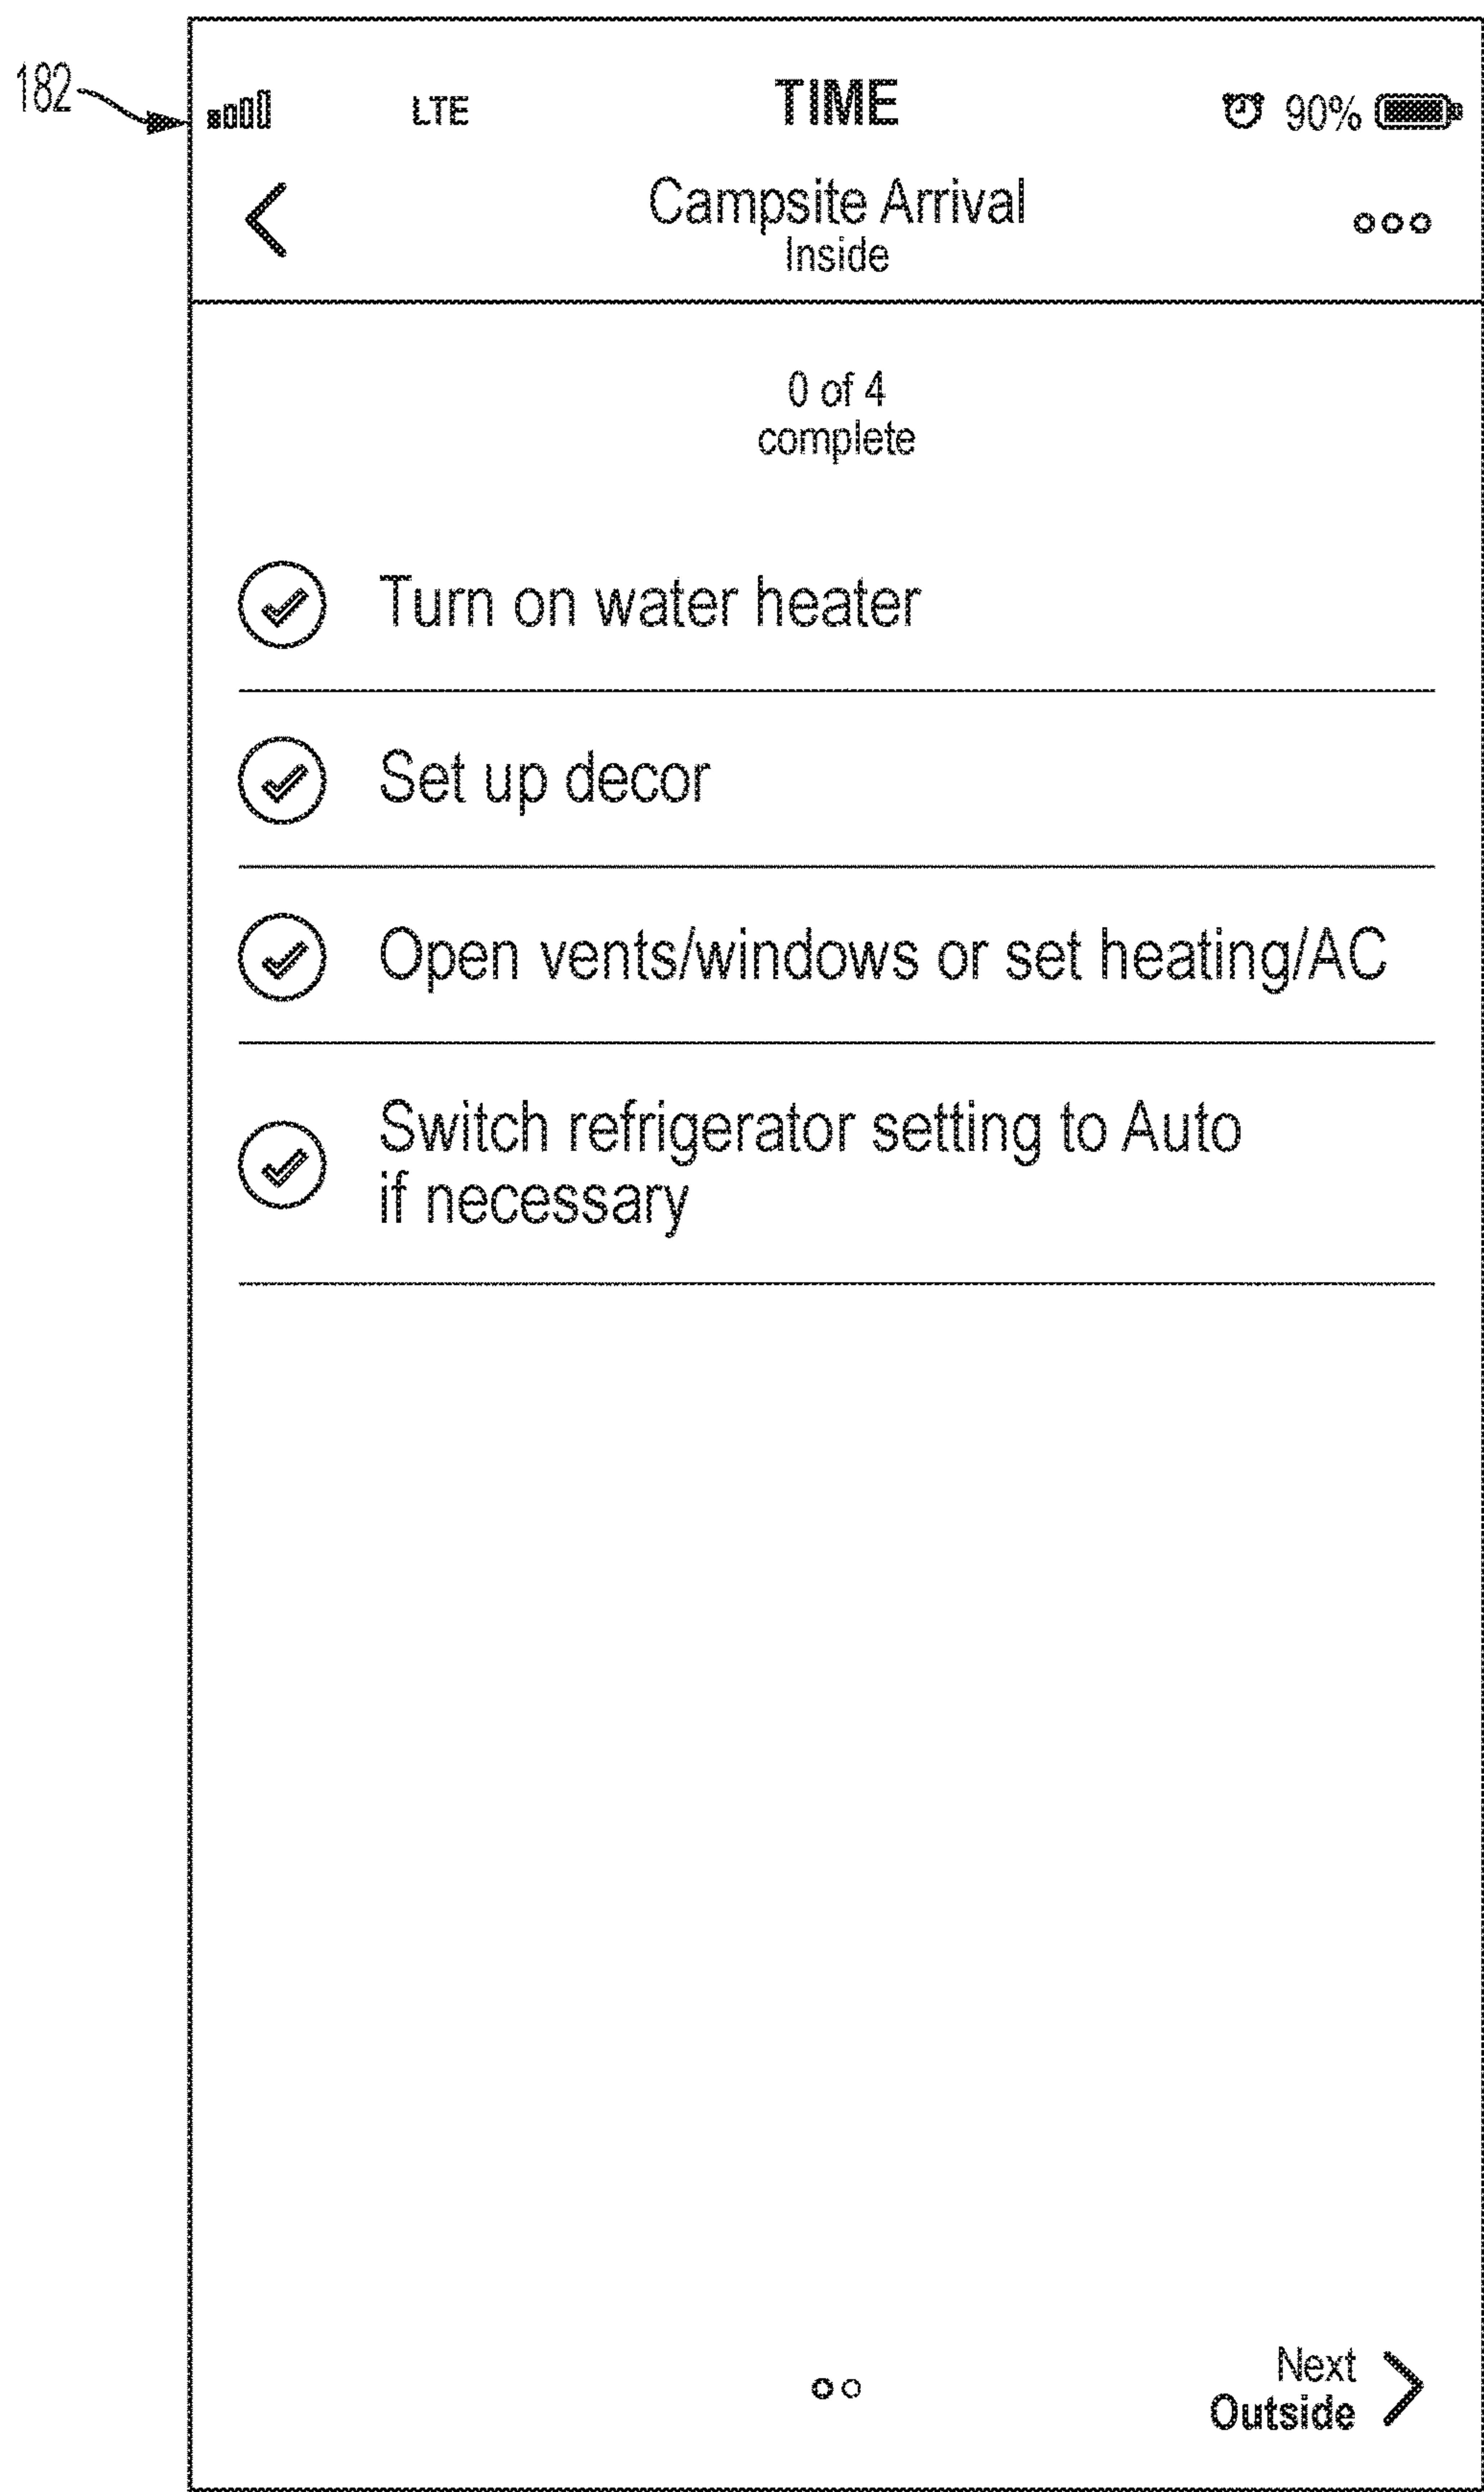 182
LTE TIME 90%
Campsite Arrival
Inside
0 of 4
complete
Turn on water heater
Set up decor
Open vents/windows or set heating/AC
Switch refrigerator setting to Auto
if necessary
Next
Outside